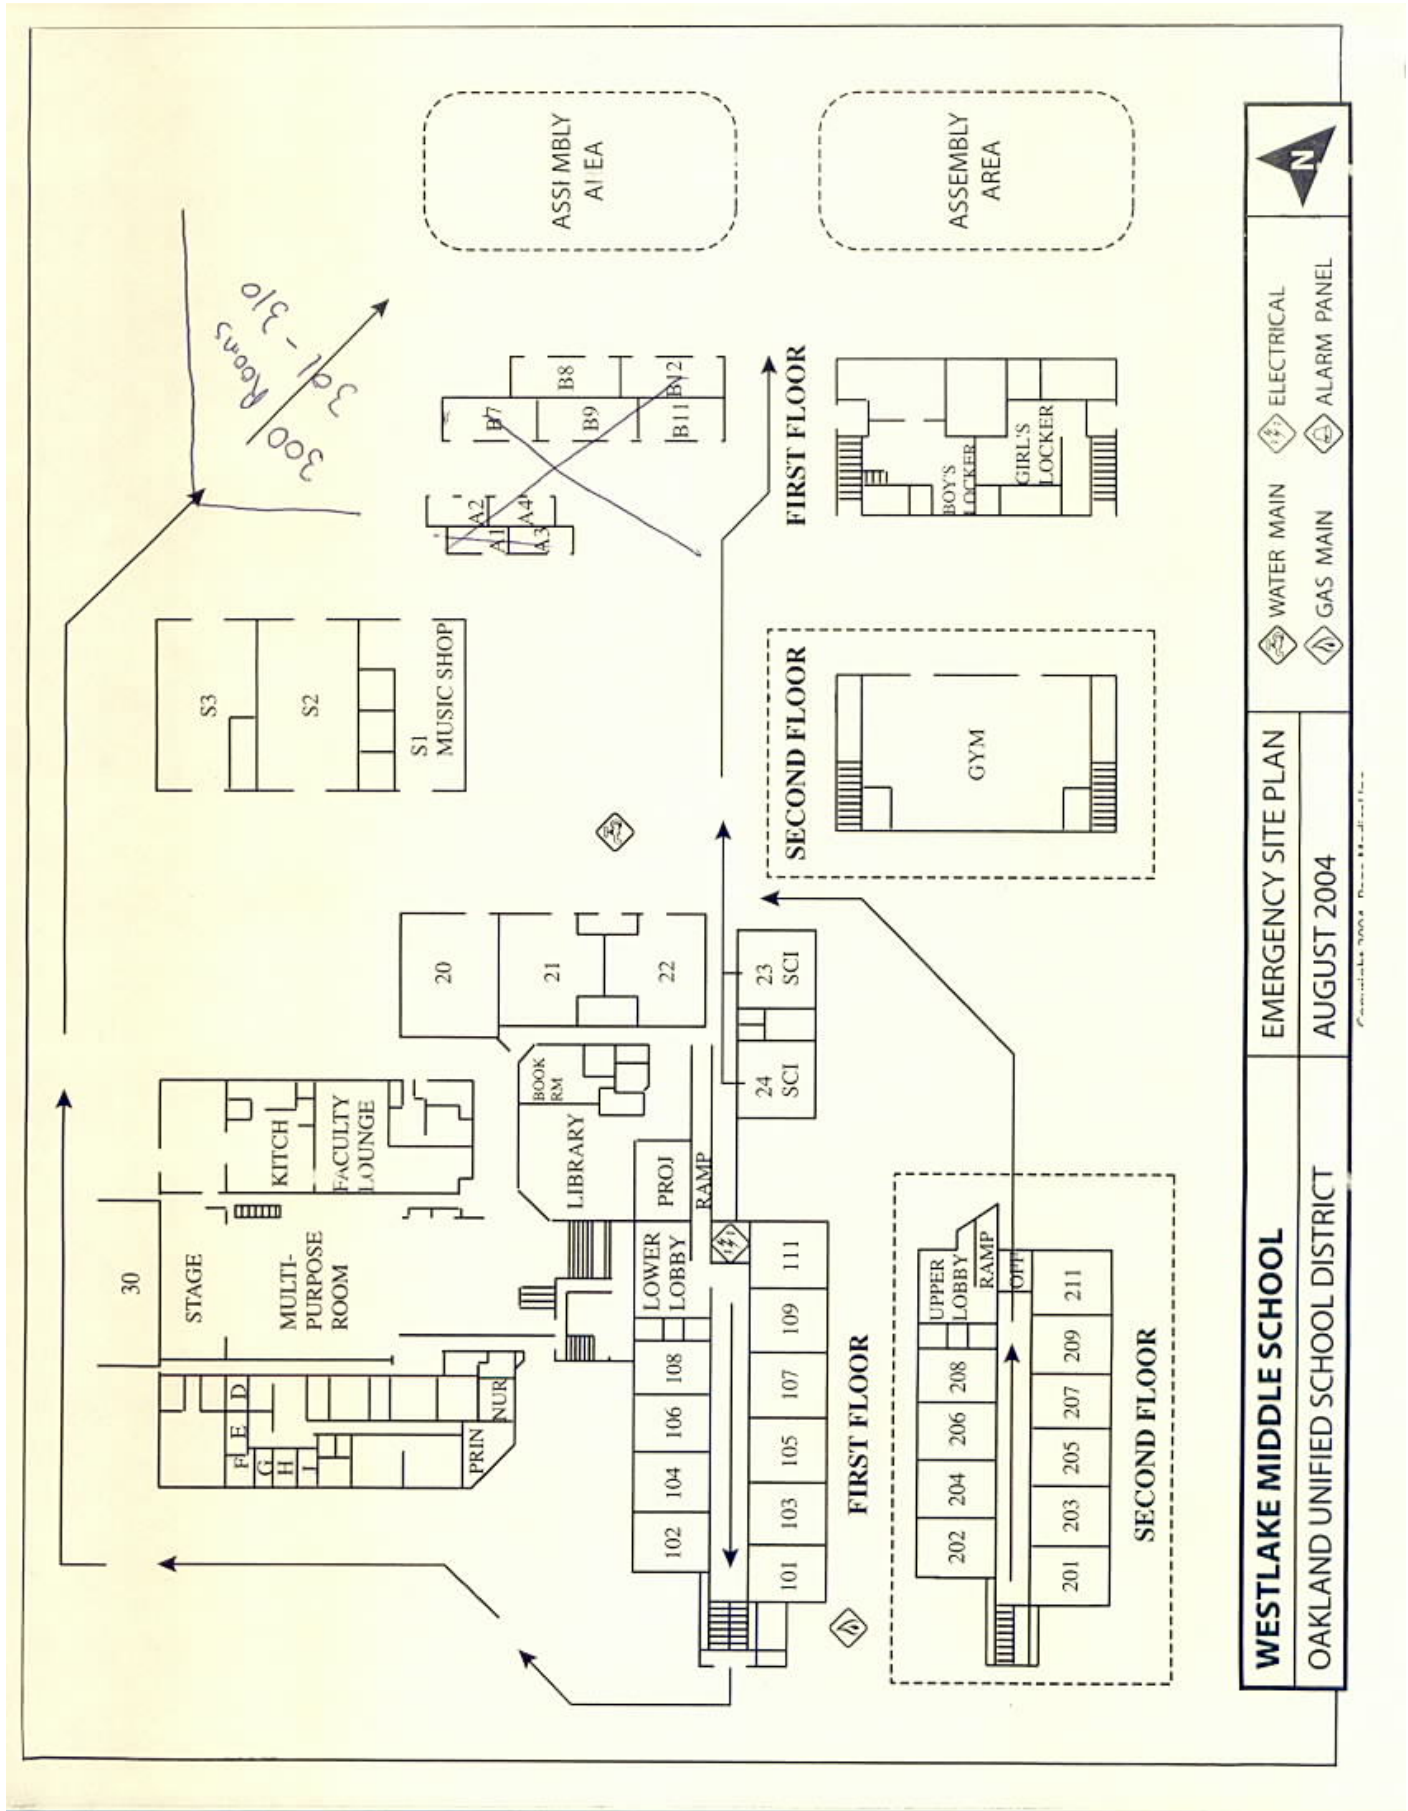 30
STAGE
MULTI-
PURPOSE
ROOM
KITCH
FACULTY
LOUNGE
D
E
F
G
H
I
PRIN
NUR
S3
S2
S1
MUSIC SHOP
300 Rooms
301 - 310
20
21
22
BOOK
RM
LIBRARY
PROJ
RAMP
LOWER
LOBBY
A1
A2
A3
A4
B7
B8
B9
B11
B12
ASSEMBLY
AREA
ASSEMBLY
AREA
102
104
106
108
101
103
105
107
109
111
24
SCI
23
SCI
FIRST FLOOR
SECOND FLOOR
GYM
FIRST FLOOR
BOY'S
LOCKER
GIRL'S
LOCKER
202
204
206
208
UPPER
LOBBY
RAMP
OFF
201
203
205
207
209
211
SECOND FLOOR
WESTLAKE MIDDLE SCHOOL
OAKLAND UNIFIED SCHOOL DISTRICT
EMERGENCY SITE PLAN
AUGUST 2004
WATER MAIN
ELECTRICAL
GAS MAIN
ALARM PANEL
N